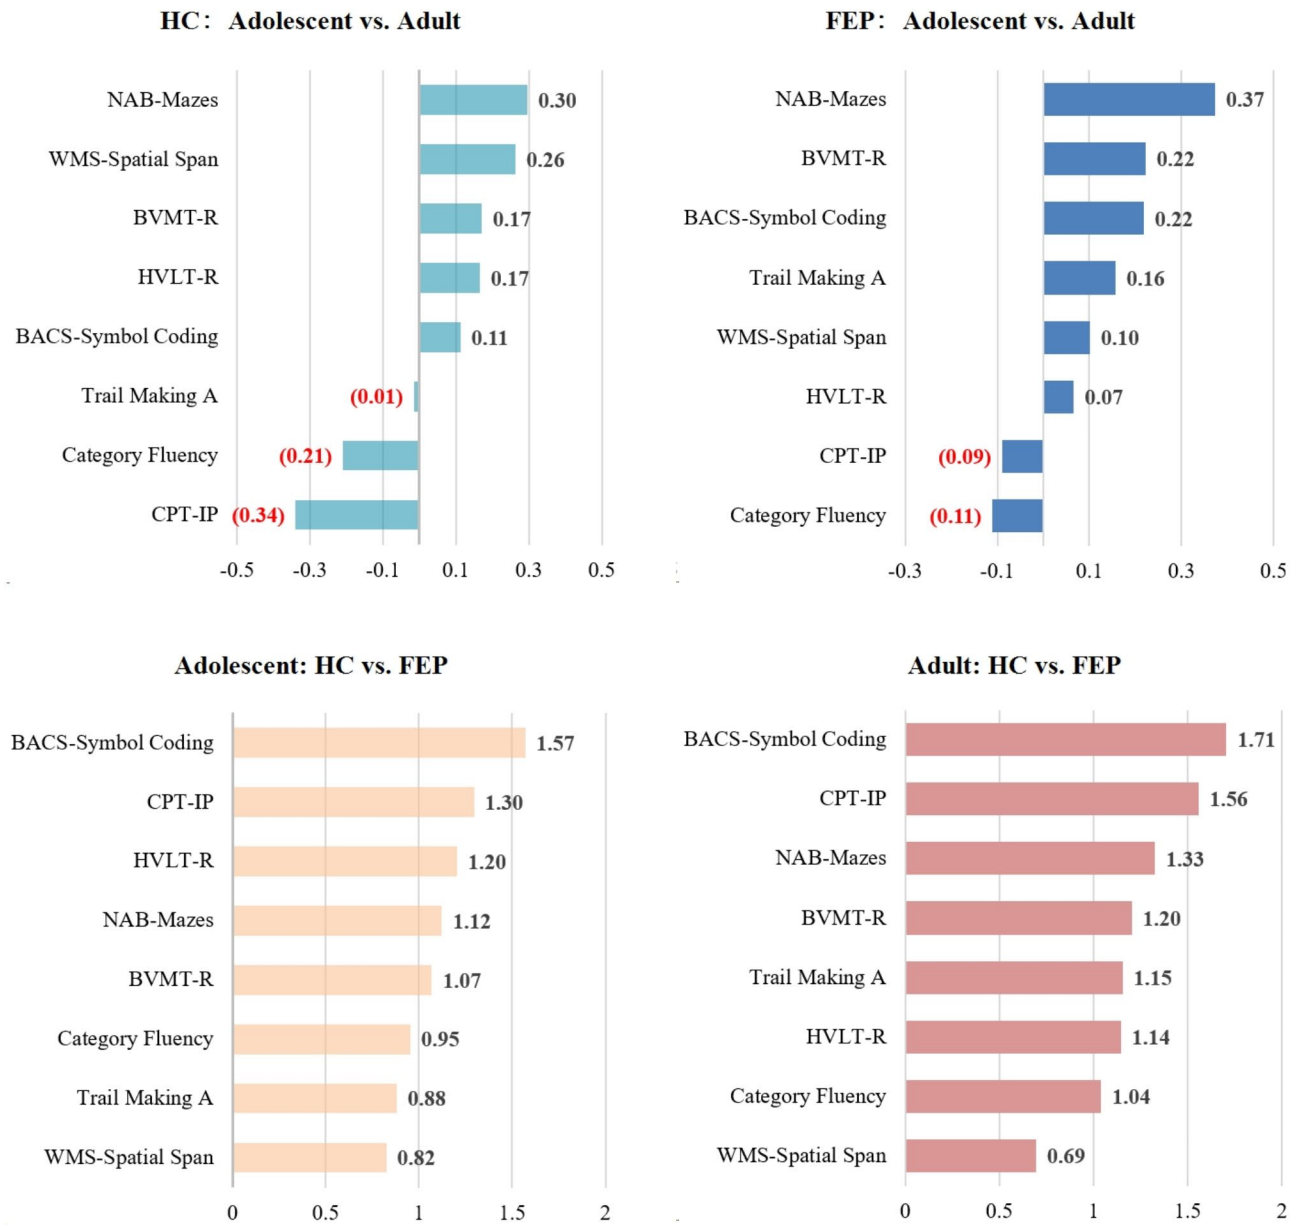 HC： Adolescent vs. Adult
NAB-Mazes 0.30
WMS-Spatial Span 0.26
BVMT-R 0.17
HVLT-R 0.17
BACS-Symbol Coding 0.11
Trail Making A (0.01)
Category Fluency (0.21)
CPT-IP (0.34)
-0.5 -0.3 -0.1 0.1 0.3 0.5
FEP： Adolescent vs. Adult
NAB-Mazes 0.37
BVMT-R 0.22
BACS-Symbol Coding 0.22
Trail Making A 0.16
WMS-Spatial Span 0.10
HVLT-R 0.07
CPT-IP (0.09)
Category Fluency (0.11)
-0.3 -0.1 0.1 0.3 0.5
Adolescent: HC vs. FEP
BACS-Symbol Coding 1.57
CPT-IP 1.30
HVLT-R 1.20
NAB-Mazes 1.12
BVMT-R 1.07
Category Fluency 0.95
Trail Making A 0.88
WMS-Spatial Span 0.82
0 0.5 1 1.5 2
Adult: HC vs. FEP
BACS-Symbol Coding 1.71
CPT-IP 1.56
NAB-Mazes 1.33
BVMT-R 1.20
Trail Making A 1.15
HVLT-R 1.14
Category Fluency 1.04
WMS-Spatial Span 0.69
0 0.5 1 1.5 2